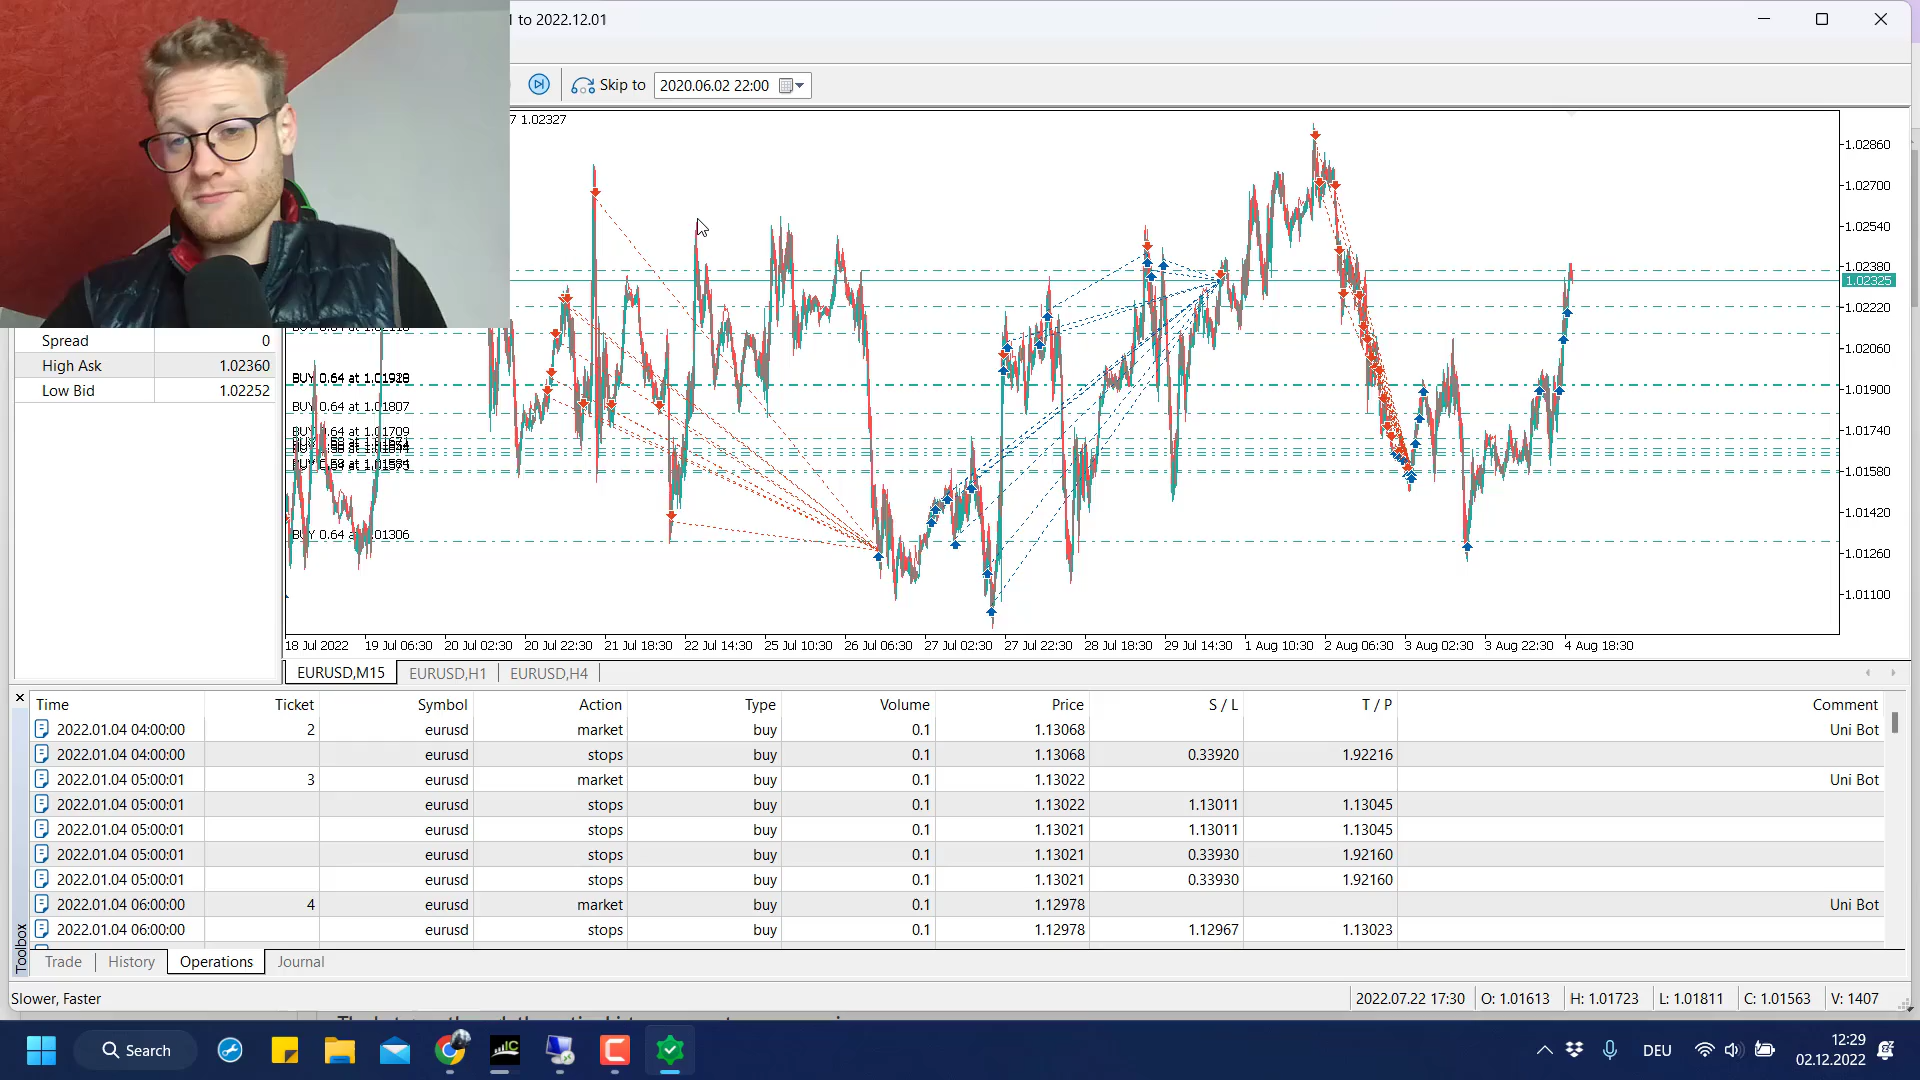 1 to 2022.12.01
Skip to 2020.06.02 22:00
7 1.02327
1.02860
1.02700
1.02540
1.02380
1.02325
1.02220
1.02060
1.01900
1.01740
1.01580
1.01420
1.01260
1.01100
Spread 0
High Ask 1.02360
Low Bid 1.02252
BUY 0.64 at 1.01807
BUY 0.64 at 1.01709
BUY 0.64 at 1.01306
18 Jul 2022 19 Jul 06:30 20 Jul 02:30 20 Jul 22:30 21 Jul 18:30 22 Jul 14:30 25 Jul 10:30 26 Jul 06:30 27 Jul 02:30 27 Jul 22:30 28 Jul 18:30 29 Jul 14:30 1 Aug 10:30 2 Aug 06:30 3 Aug 02:30 3 Aug 22:30 4 Aug 18:30
EURUSD,M15 EURUSD,H1 EURUSD,H4
Time Ticket Symbol Action Type Volume Price S / L T / P Comment
2022.01.04 04:00:00 2 eurusd market buy 0.1 1.13068 Uni Bot
2022.01.04 04:00:00 eurusd stops buy 0.1 1.13068 0.33920 1.92216
2022.01.04 05:00:01 3 eurusd market buy 0.1 1.13022 Uni Bot
2022.01.04 05:00:01 eurusd stops buy 0.1 1.13022 1.13011 1.13045
2022.01.04 05:00:01 eurusd stops buy 0.1 1.13021 1.13011 1.13045
2022.01.04 05:00:01 eurusd stops buy 0.1 1.13021 0.33930 1.92160
2022.01.04 05:00:01 eurusd stops buy 0.1 1.13021 0.33930 1.92160
2022.01.04 06:00:00 4 eurusd market buy 0.1 1.12978 Uni Bot
2022.01.04 06:00:00 eurusd stops buy 0.1 1.12978 1.12967 1.13023
Toolbox
Trade History Operations Journal
Slower, Faster
2022.07.22 17:30 O: 1.01613 H: 1.01723 L: 1.01811 C: 1.01563 V: 1407
Search
IC
C
DEU
12:29
02.12.2022